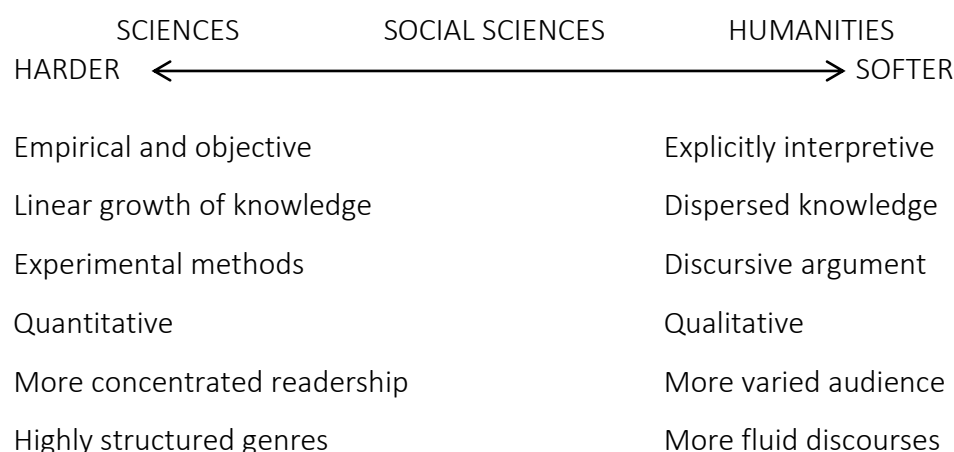 SCIENCES SOCIAL SCIENCES HUMANITIES
HARDER SOFTER
Empirical and objective Explicitly interpretive
Linear growth of knowledge Dispersed knowledge
Experimental methods Discursive argument
Quantitative Qualitative
More concentrated readership More varied audience
Highly structured genres More fluid discourses